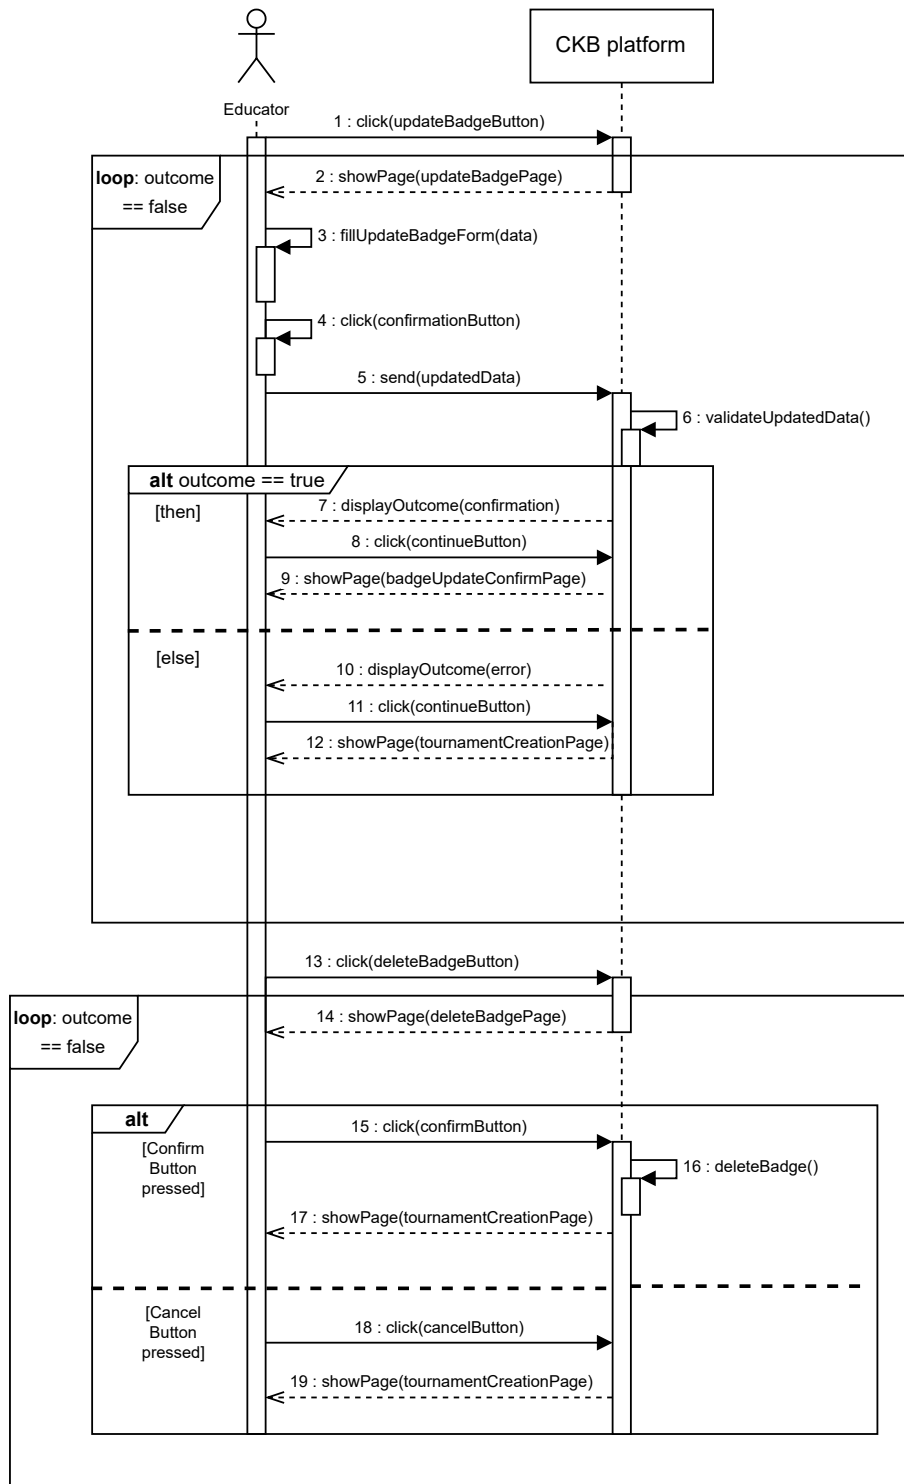 CKB platform
Educator
1 : click(updateBadgeButton)
loop: outcome
== false
2 : showPage(updateBadgePage)
3 : fillUpdateBadgeForm(data)
4 : click(confirmationButton)
5 : send(updatedData)
6 : validateUpdatedData()
alt outcome == true
[then]
7 : displayOutcome(confirmation)
8 : click(continueButton)
9 : showPage(badgeUpdateConfirmPage)
[else]
10 : displayOutcome(error)
11 : click(continueButton)
12 : showPage(tournamentCreationPage)
13 : click(deleteBadgeButton)
loop: outcome
== false
14 : showPage(deleteBadgePage)
alt
[Confirm
Button
pressed]
15 : click(confirmButton)
16 : deleteBadge()
17 : showPage(tournamentCreationPage)
[Cancel
Button
pressed]
18 : click(cancelButton)
19 : showPage(tournamentCreationPage)